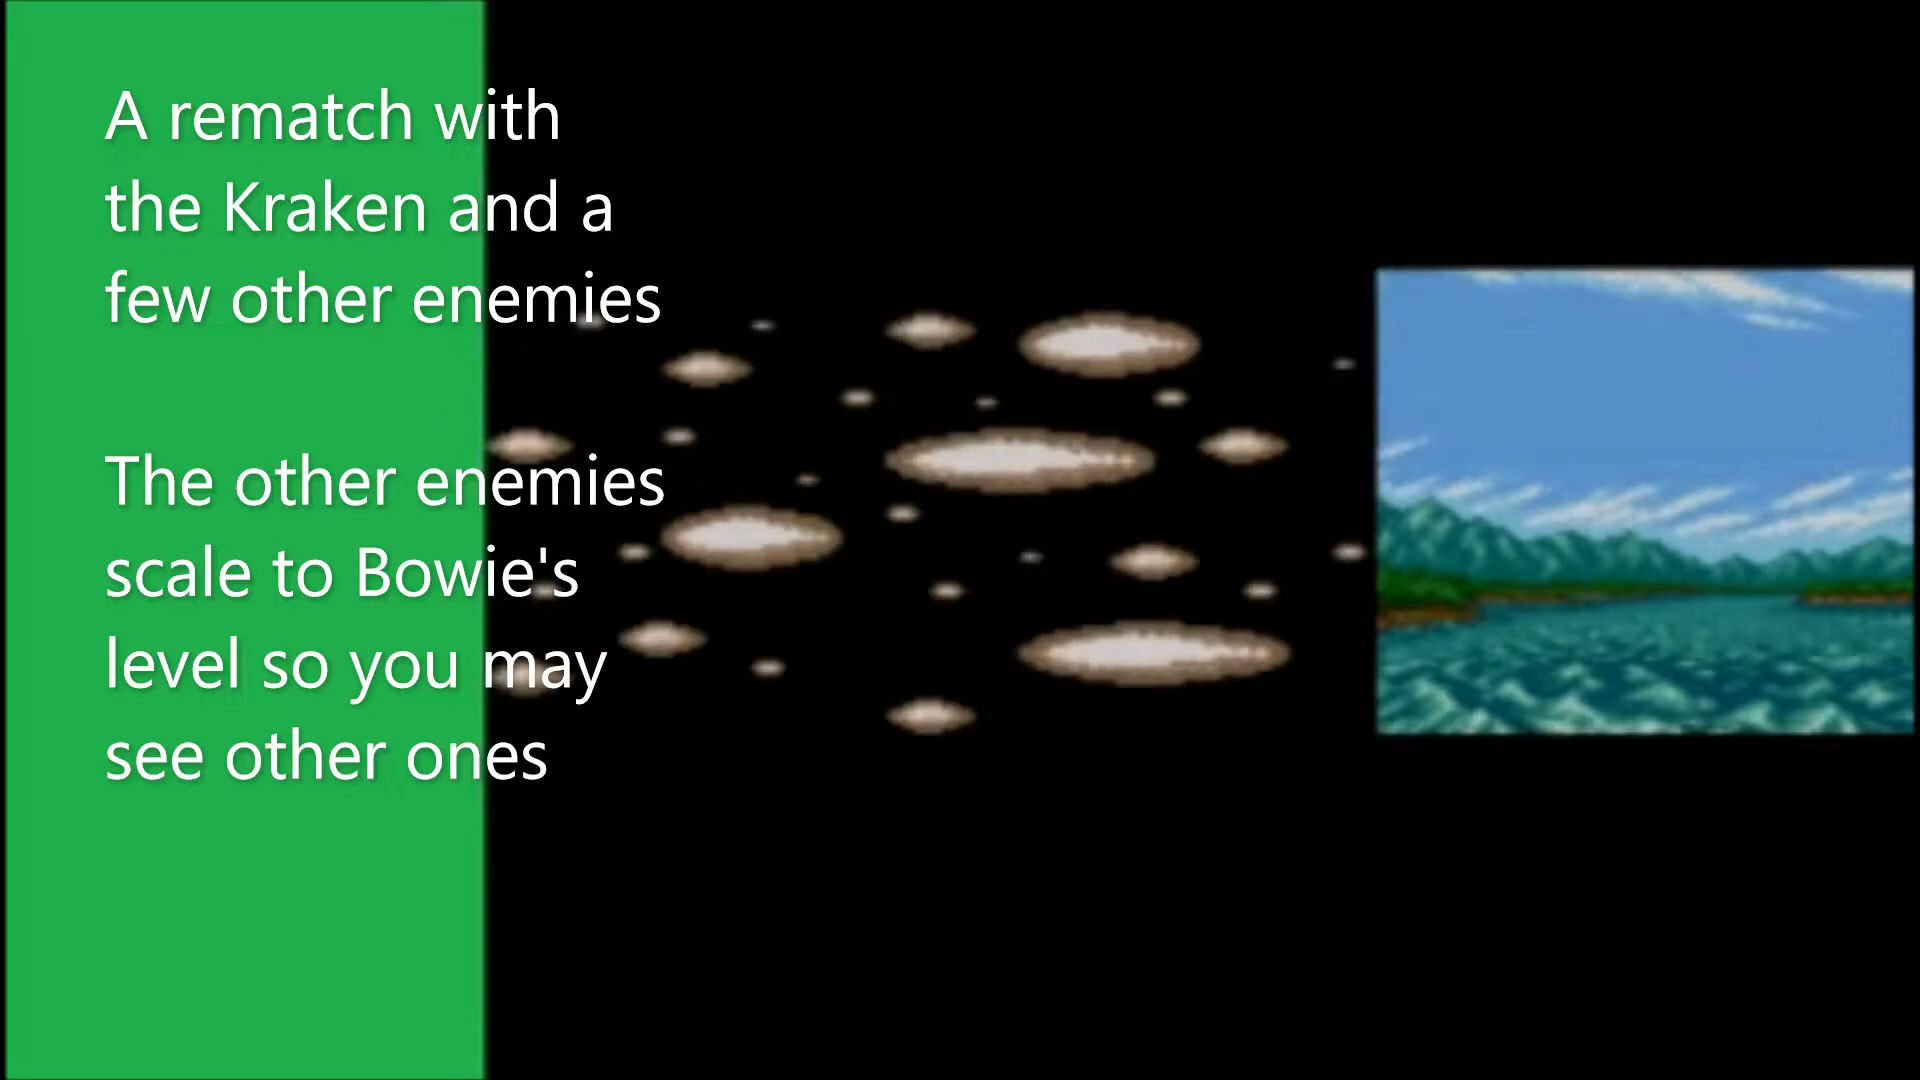 A rematch with
the Kraken and a
few other enemies
The other enemies
scale to Bowie's
level so you may
see other ones